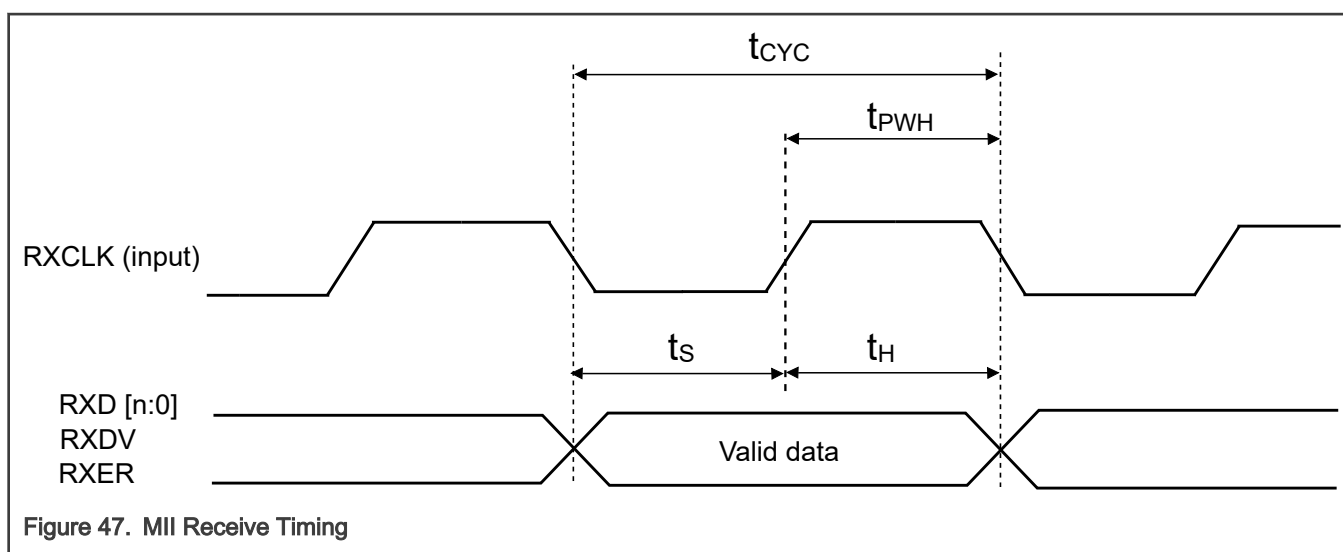 tCYC
tPWH
RXCLK (input)
tS
tH
RXD [n:0]
RXDV
RXER
Valid data
Figure 47. MII Receive Timing